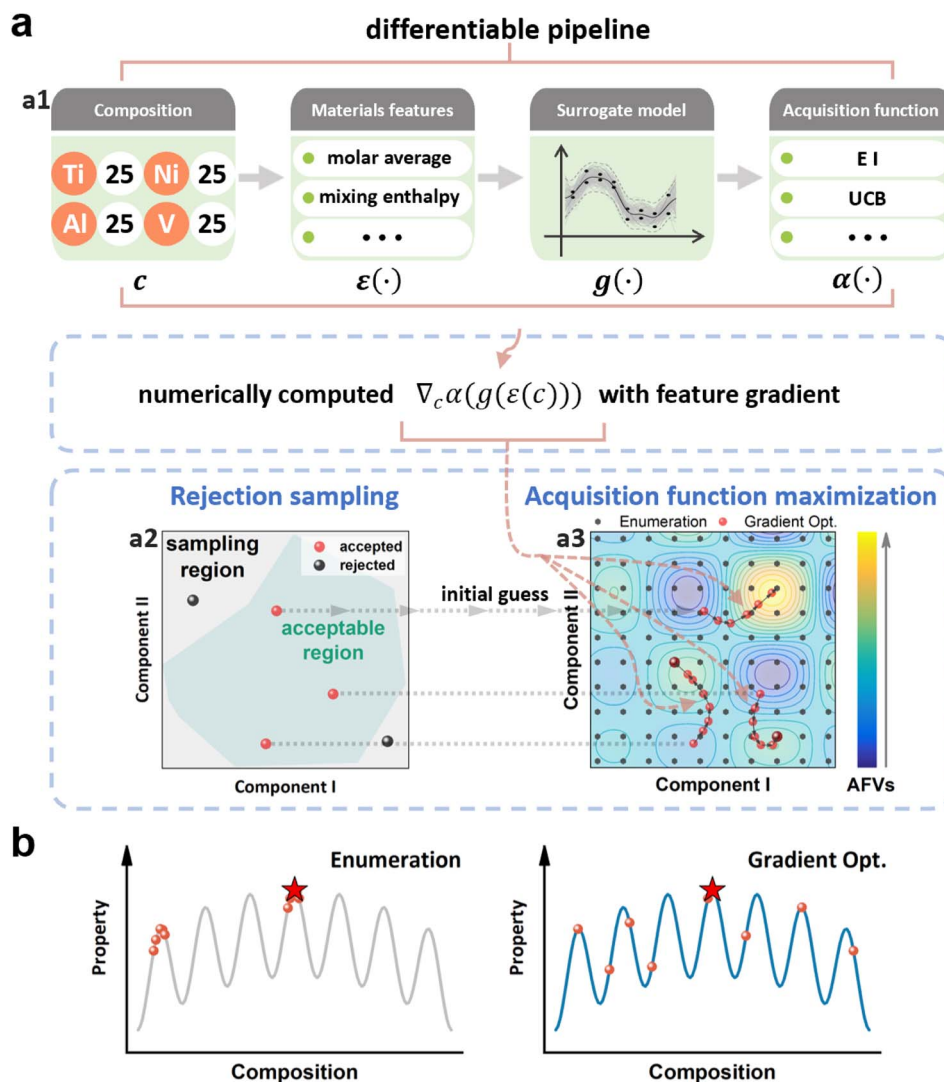 a
differentiable pipeline
a1
Composition
Materials features
Surrogate model
Acquisition function
Ti 25 Ni 25
Al 25 V 25
molar average
mixing enthalpy
•••
E I
UCB
•••
c
ε(·)
g(·)
α(·)
numerically computed ∇cα(g(ε(c))) with feature gradient
Rejection sampling
Acquisition function maximization
a2
sampling
region
accepted
rejected
acceptable
region
Component II
Component I
initial guess
a3
Enumeration
Gradient Opt.
Component II
Component I
AFVs
b
Enumeration
Property
Composition
Gradient Opt.
Property
Composition